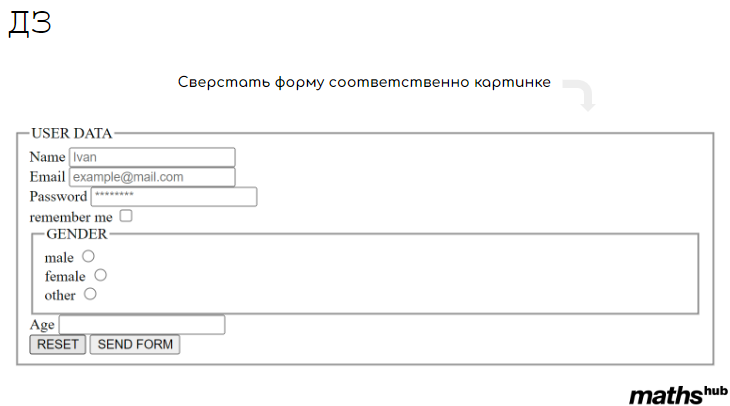 ДЗ
Сверстать форму соответственно картинке
USER DATA
Name Ivan
Email example@mail.com
Password ********
remember me
GENDER
male
female
other
Age
RESET SEND FORM
mathshub